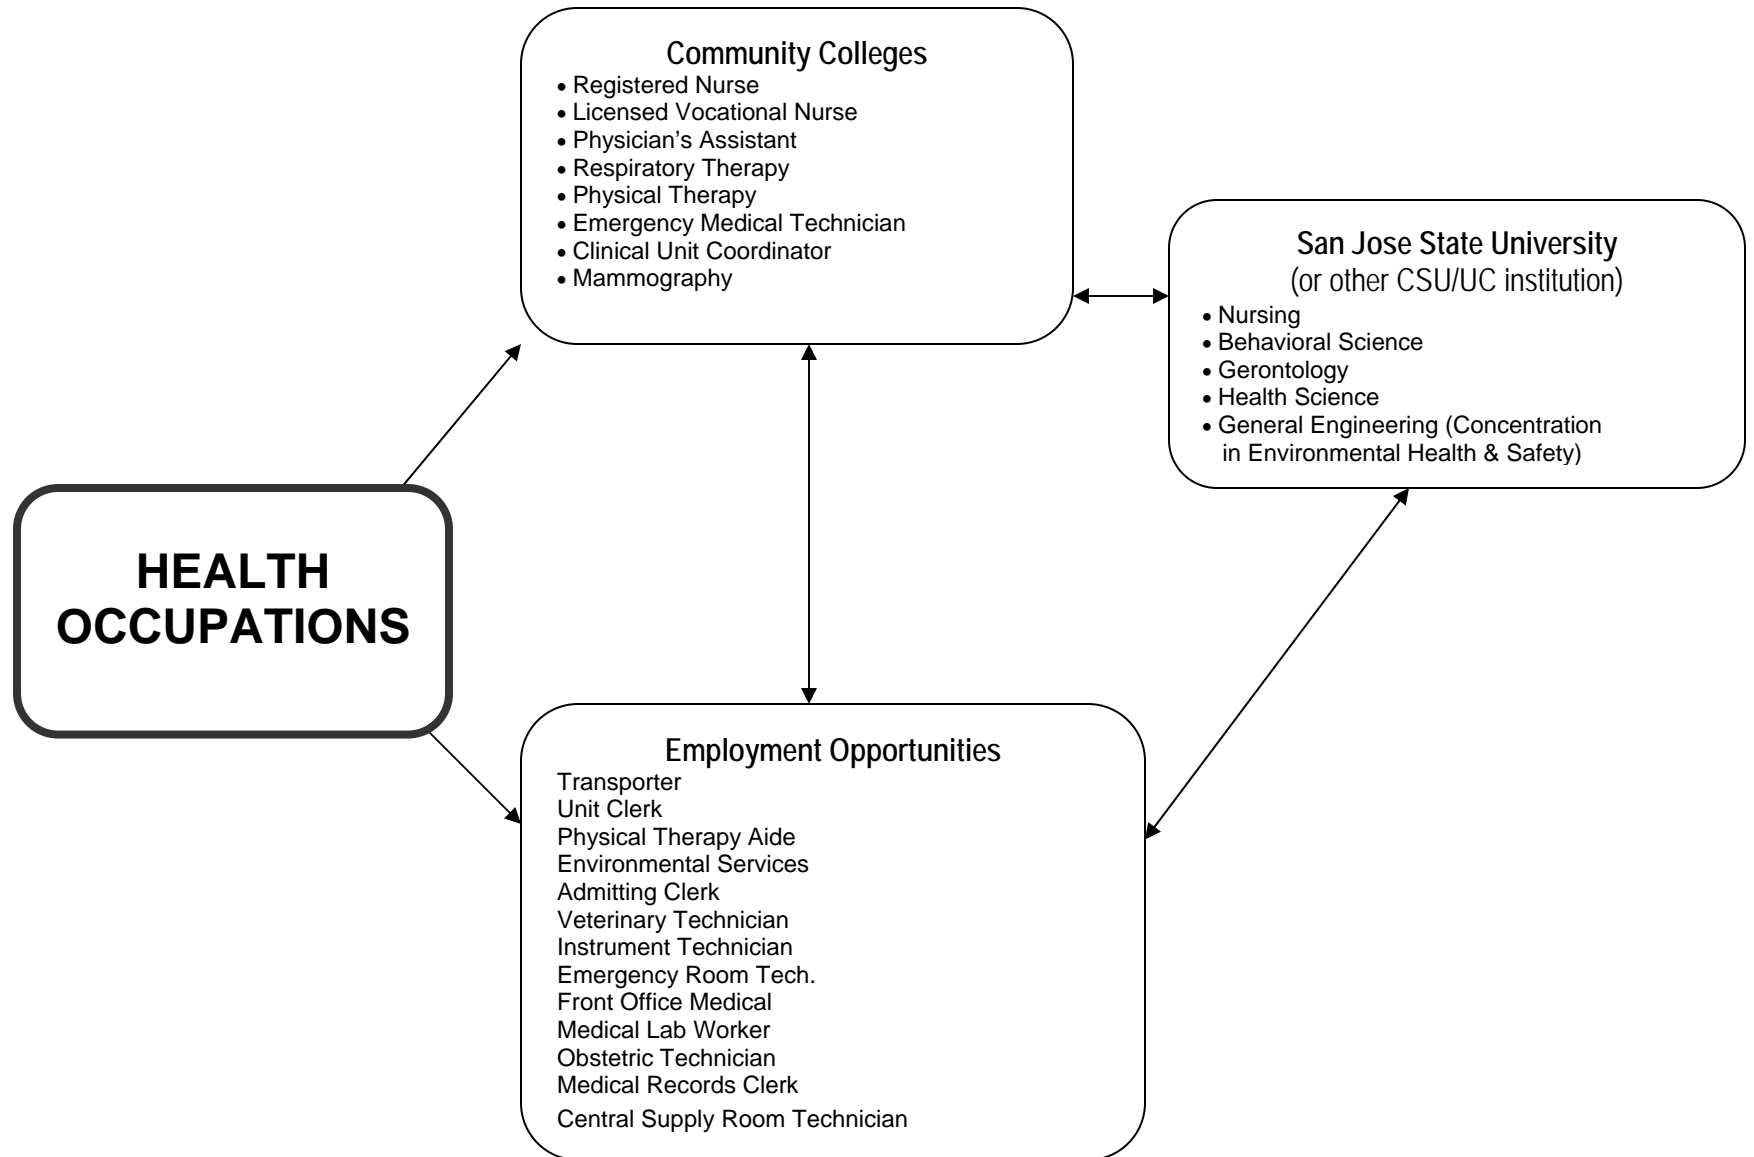 Community Colleges
• Registered Nurse
• Licensed Vocational Nurse
• Physician’s Assistant
• Respiratory Therapy
• Physical Therapy
• Emergency Medical Technician
• Clinical Unit Coordinator
• Mammography
San Jose State University
(or other CSU/UC institution)
• Nursing
• Behavioral Science
• Gerontology
• Health Science
• General Engineering (Concentration
in Environmental Health & Safety)
HEALTH
OCCUPATIONS
Employment Opportunities
Transporter
Unit Clerk
Physical Therapy Aide
Environmental Services
Admitting Clerk
Veterinary Technician
Instrument Technician
Emergency Room Tech.
Front Office Medical
Medical Lab Worker
Obstetric Technician
Medical Records Clerk
Central Supply Room Technician